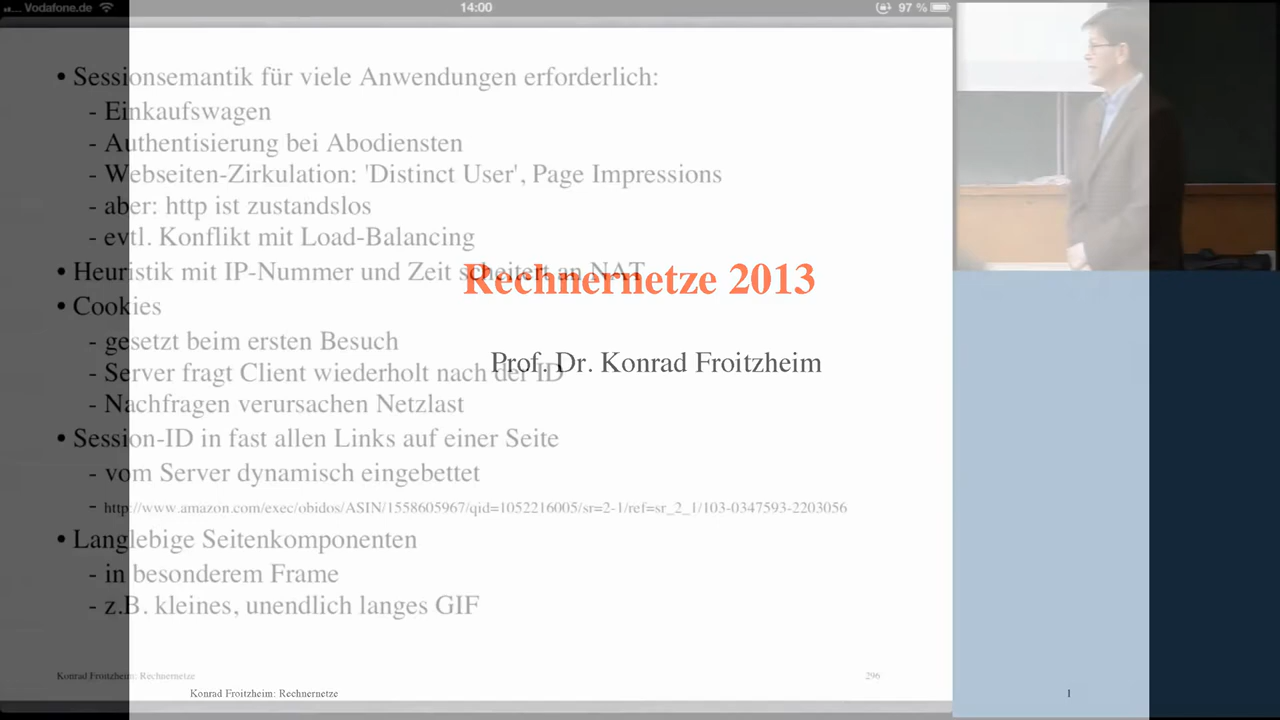 Vodafone.de
14:00
97 %
• Sessionsemantik für viele Anwendungen erforderlich:
- Einkaufswagen
- Authentisierung bei Abodiensten
- Webseiten-Zirkulation: 'Distinct User', Page Impressions
- aber: http ist zustandslos
- evtl. Konflikt mit Load-Balancing
• Heuristik mit IP-Nummer und Zeit scheitert an NAT
Rechnernetze 2013
• Cookies
- gesetzt beim ersten Besuch
Prof. Dr. Konrad Froitzheim
- Server fragt Client wiederholt nach der ID
- Nachfragen verursachen Netzlast
• Session-ID in fast allen Links auf einer Seite
- vom Server dynamisch eingebettet
- http://www.amazon.com/exec/obidos/ASIN/1558605967/qid=1052216005/sr=2-1/ref=sr_2_1/103-0347593-2203056
• Langlebige Seitenkomponenten
- in besonderem Frame
- z.B. kleines, unendlich langes GIF
Konrad Froitzheim: Rechnernetze 296
Konrad Froitzheim: Rechnernetze 1